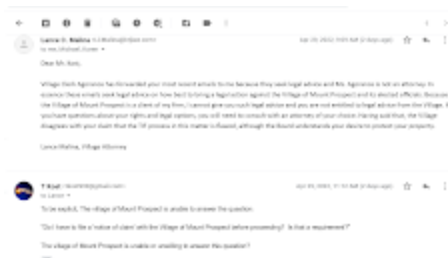 to me, Michael, Karen
Dear Mr. 
Village Clerk Agoranos has forwarded your most recent emails to me because they seek legal advice and Ms. Agoranos is not an attorney. In
essence these emails seek legal advice on how best to bring a legal action against the Village of Mount Prospect and its elected officials. Because
the Village of Mount Prospect is a client of my firm, I cannot give you such legal advice and you are not entitled to legal advice from the Village. If
you have questions about your rights and legal options, you will need to consult with an attorney of your choice. Having said that, the Village
disagrees with your claim that the TIF process in this matter is flawed, although the Board understands your desire to protect your property.
Lance Malina, Village Attorney
to Lance
To be explicit, The village of Mount Prospect is unable to answer the question.
"Do I have to file a 'notice of claim' with the Village of Mount Prospect before proceeding? Is that a requirement?"
The village of Mount Prospect is unable or unwilling to answer this question?